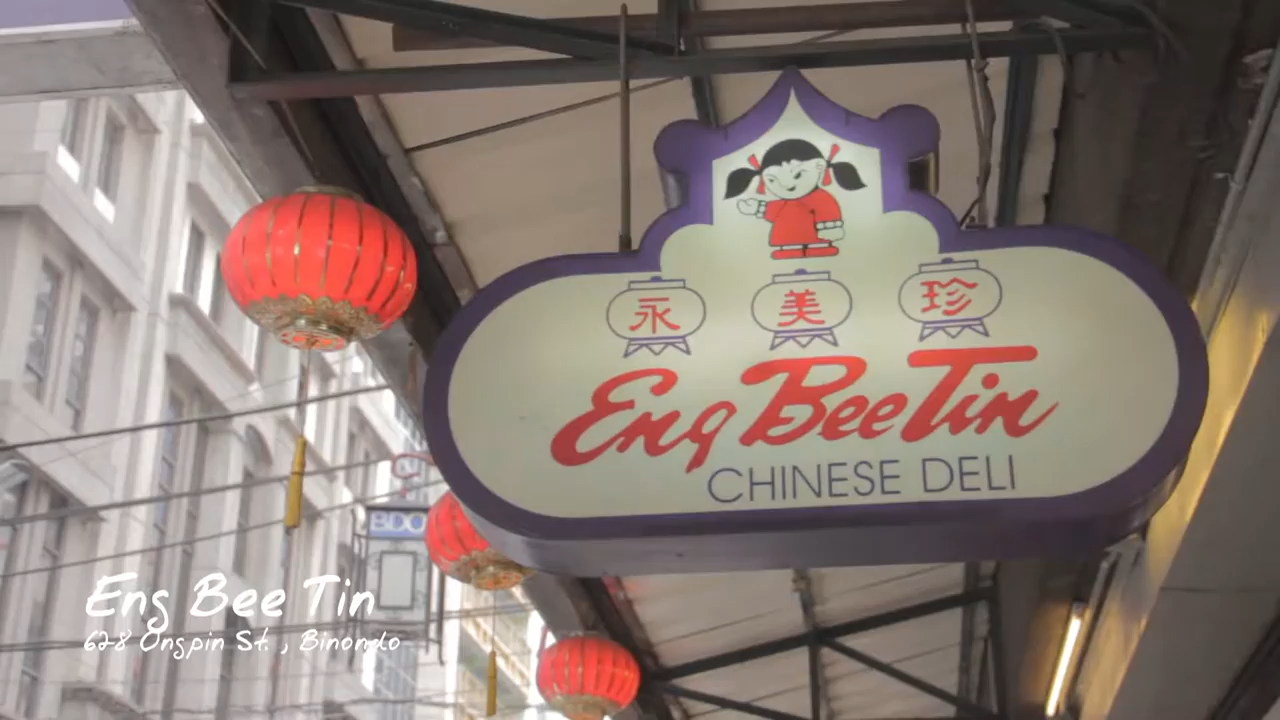 永 美 珍
Eng Bee Tin
CHINESE DELI
BDO
Eng Bee Tin
628 Ongpin St. , Binondo